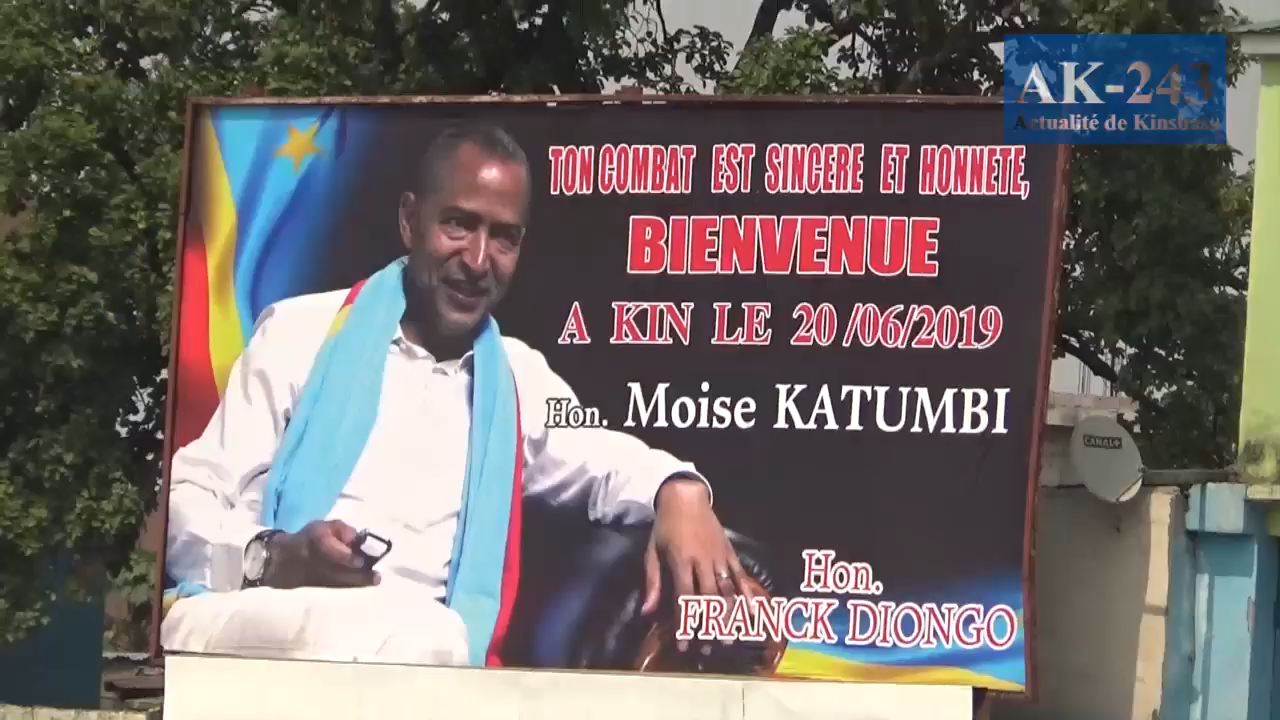 AK-243
Actualité de Kinshasa
TON COMBAT EST SINCERE ET HONNETE,
BIENVENUE
A KIN LE 20/06/2019
Hon. Moise KATUMBI
CANAL+
Hon.
FRANCK DIONGO